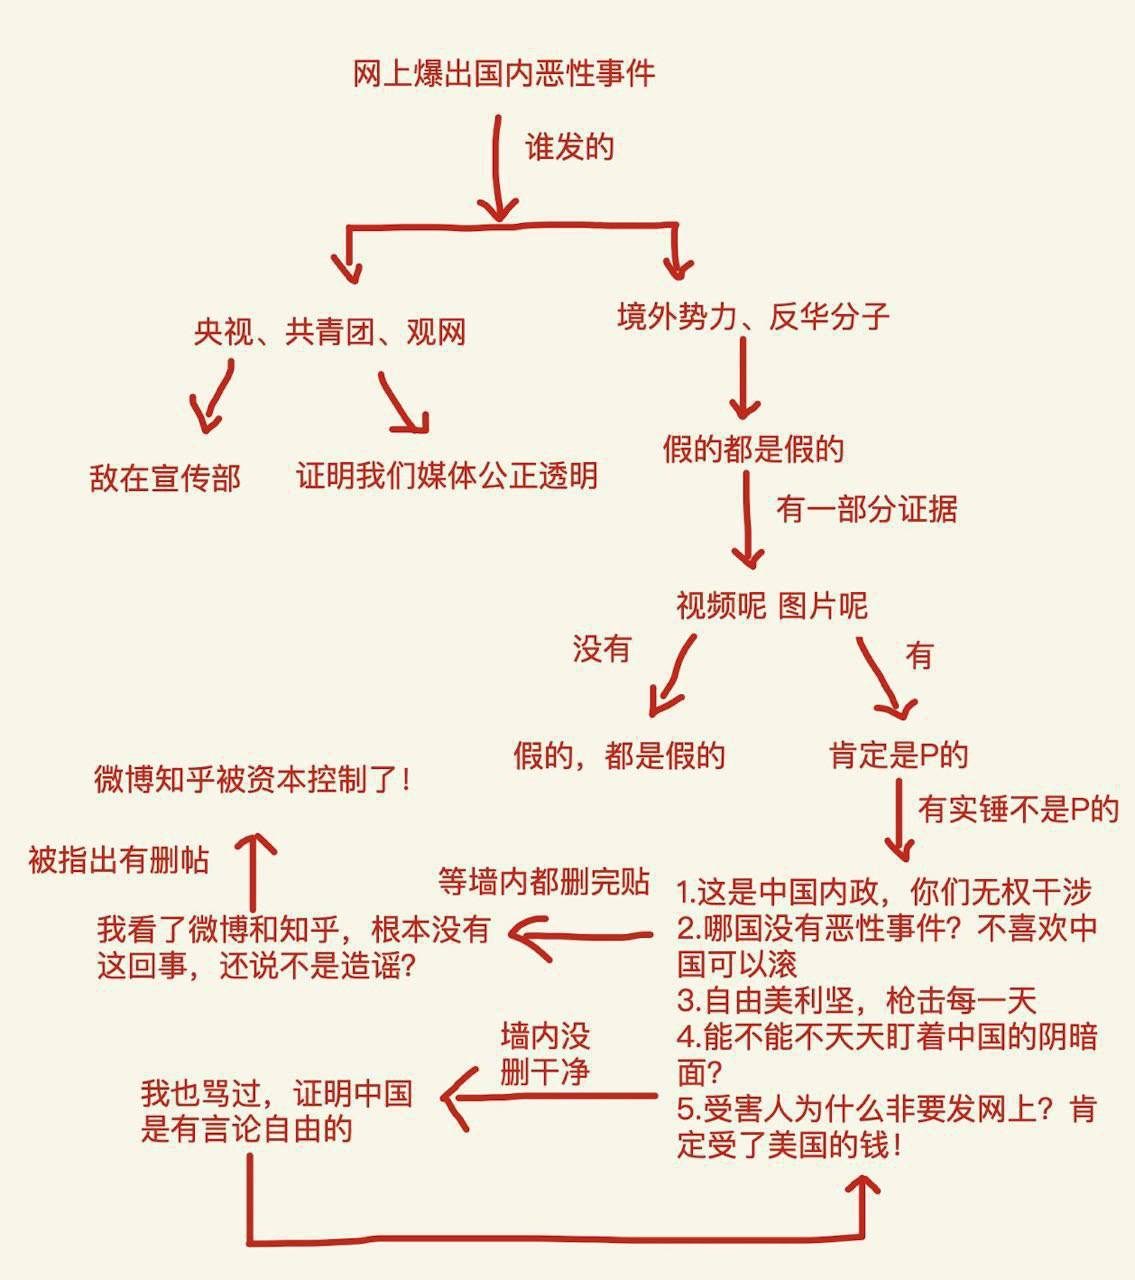 网上爆出国内恶性事件
谁发的
央视、共青团、观网
境外势力、反华分子
敌在宣传部
证明我们媒体公正透明
假的都是假的
有一部分证据
视频呢 图片呢
没有
有
假的，都是假的
肯定是P的
有实锤不是P的
微博知乎被资本控制了！
被指出有删帖
我看了微博和知乎，根本没有
这回事，还说不是造谣？
等墙内都删完贴
1.这是中国内政，你们无权干涉
2.哪国没有恶性事件？不喜欢中
国可以滚
3.自由美利坚，枪击每一天
4.能不能不天天盯着中国的阴暗
面？
5.受害人为什么非要发网上？肯
定受了美国的钱！
墙内没
删干净
我也骂过，证明中国
是有言论自由的